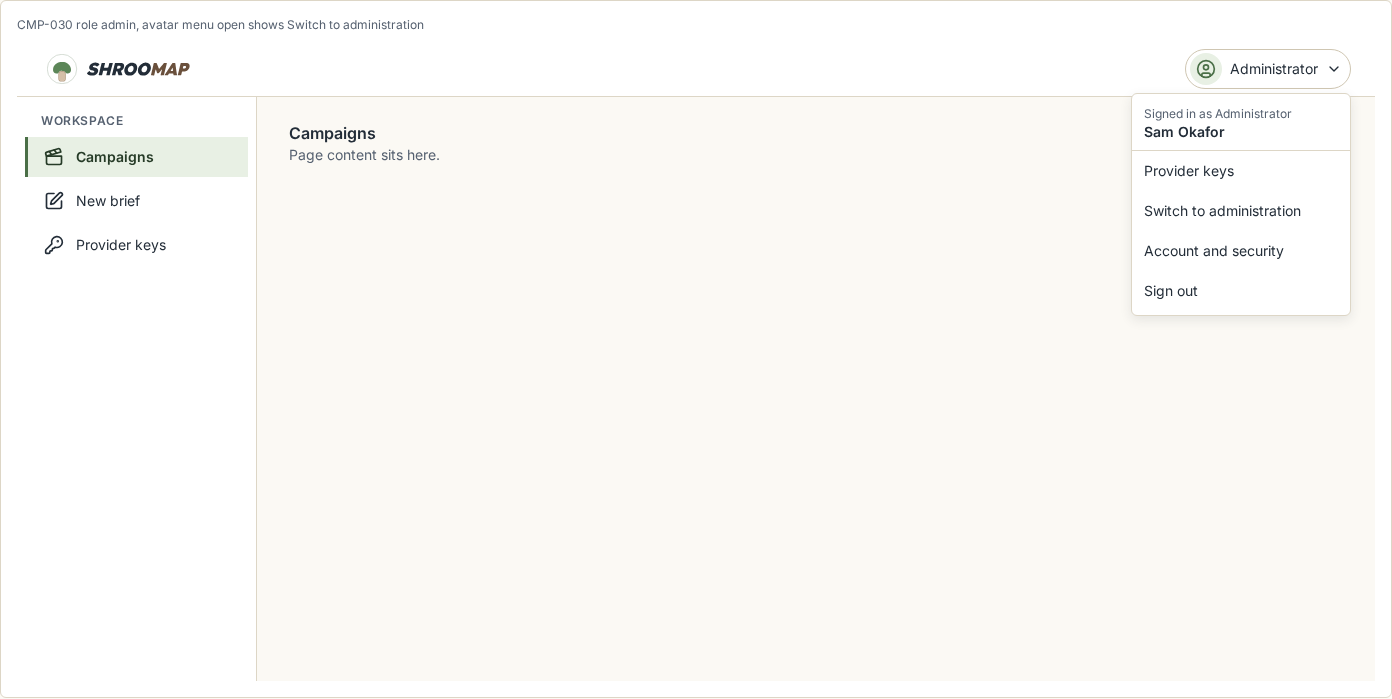 CMP-030 role admin, avatar menu open shows Switch to administration
SHROOMAP
Administrator
Signed in as Administrator
Sam Okafor
Provider keys
Switch to administration
Account and security
Sign out
WORKSPACE
Campaigns
New brief
Provider keys
Campaigns
Page content sits here.